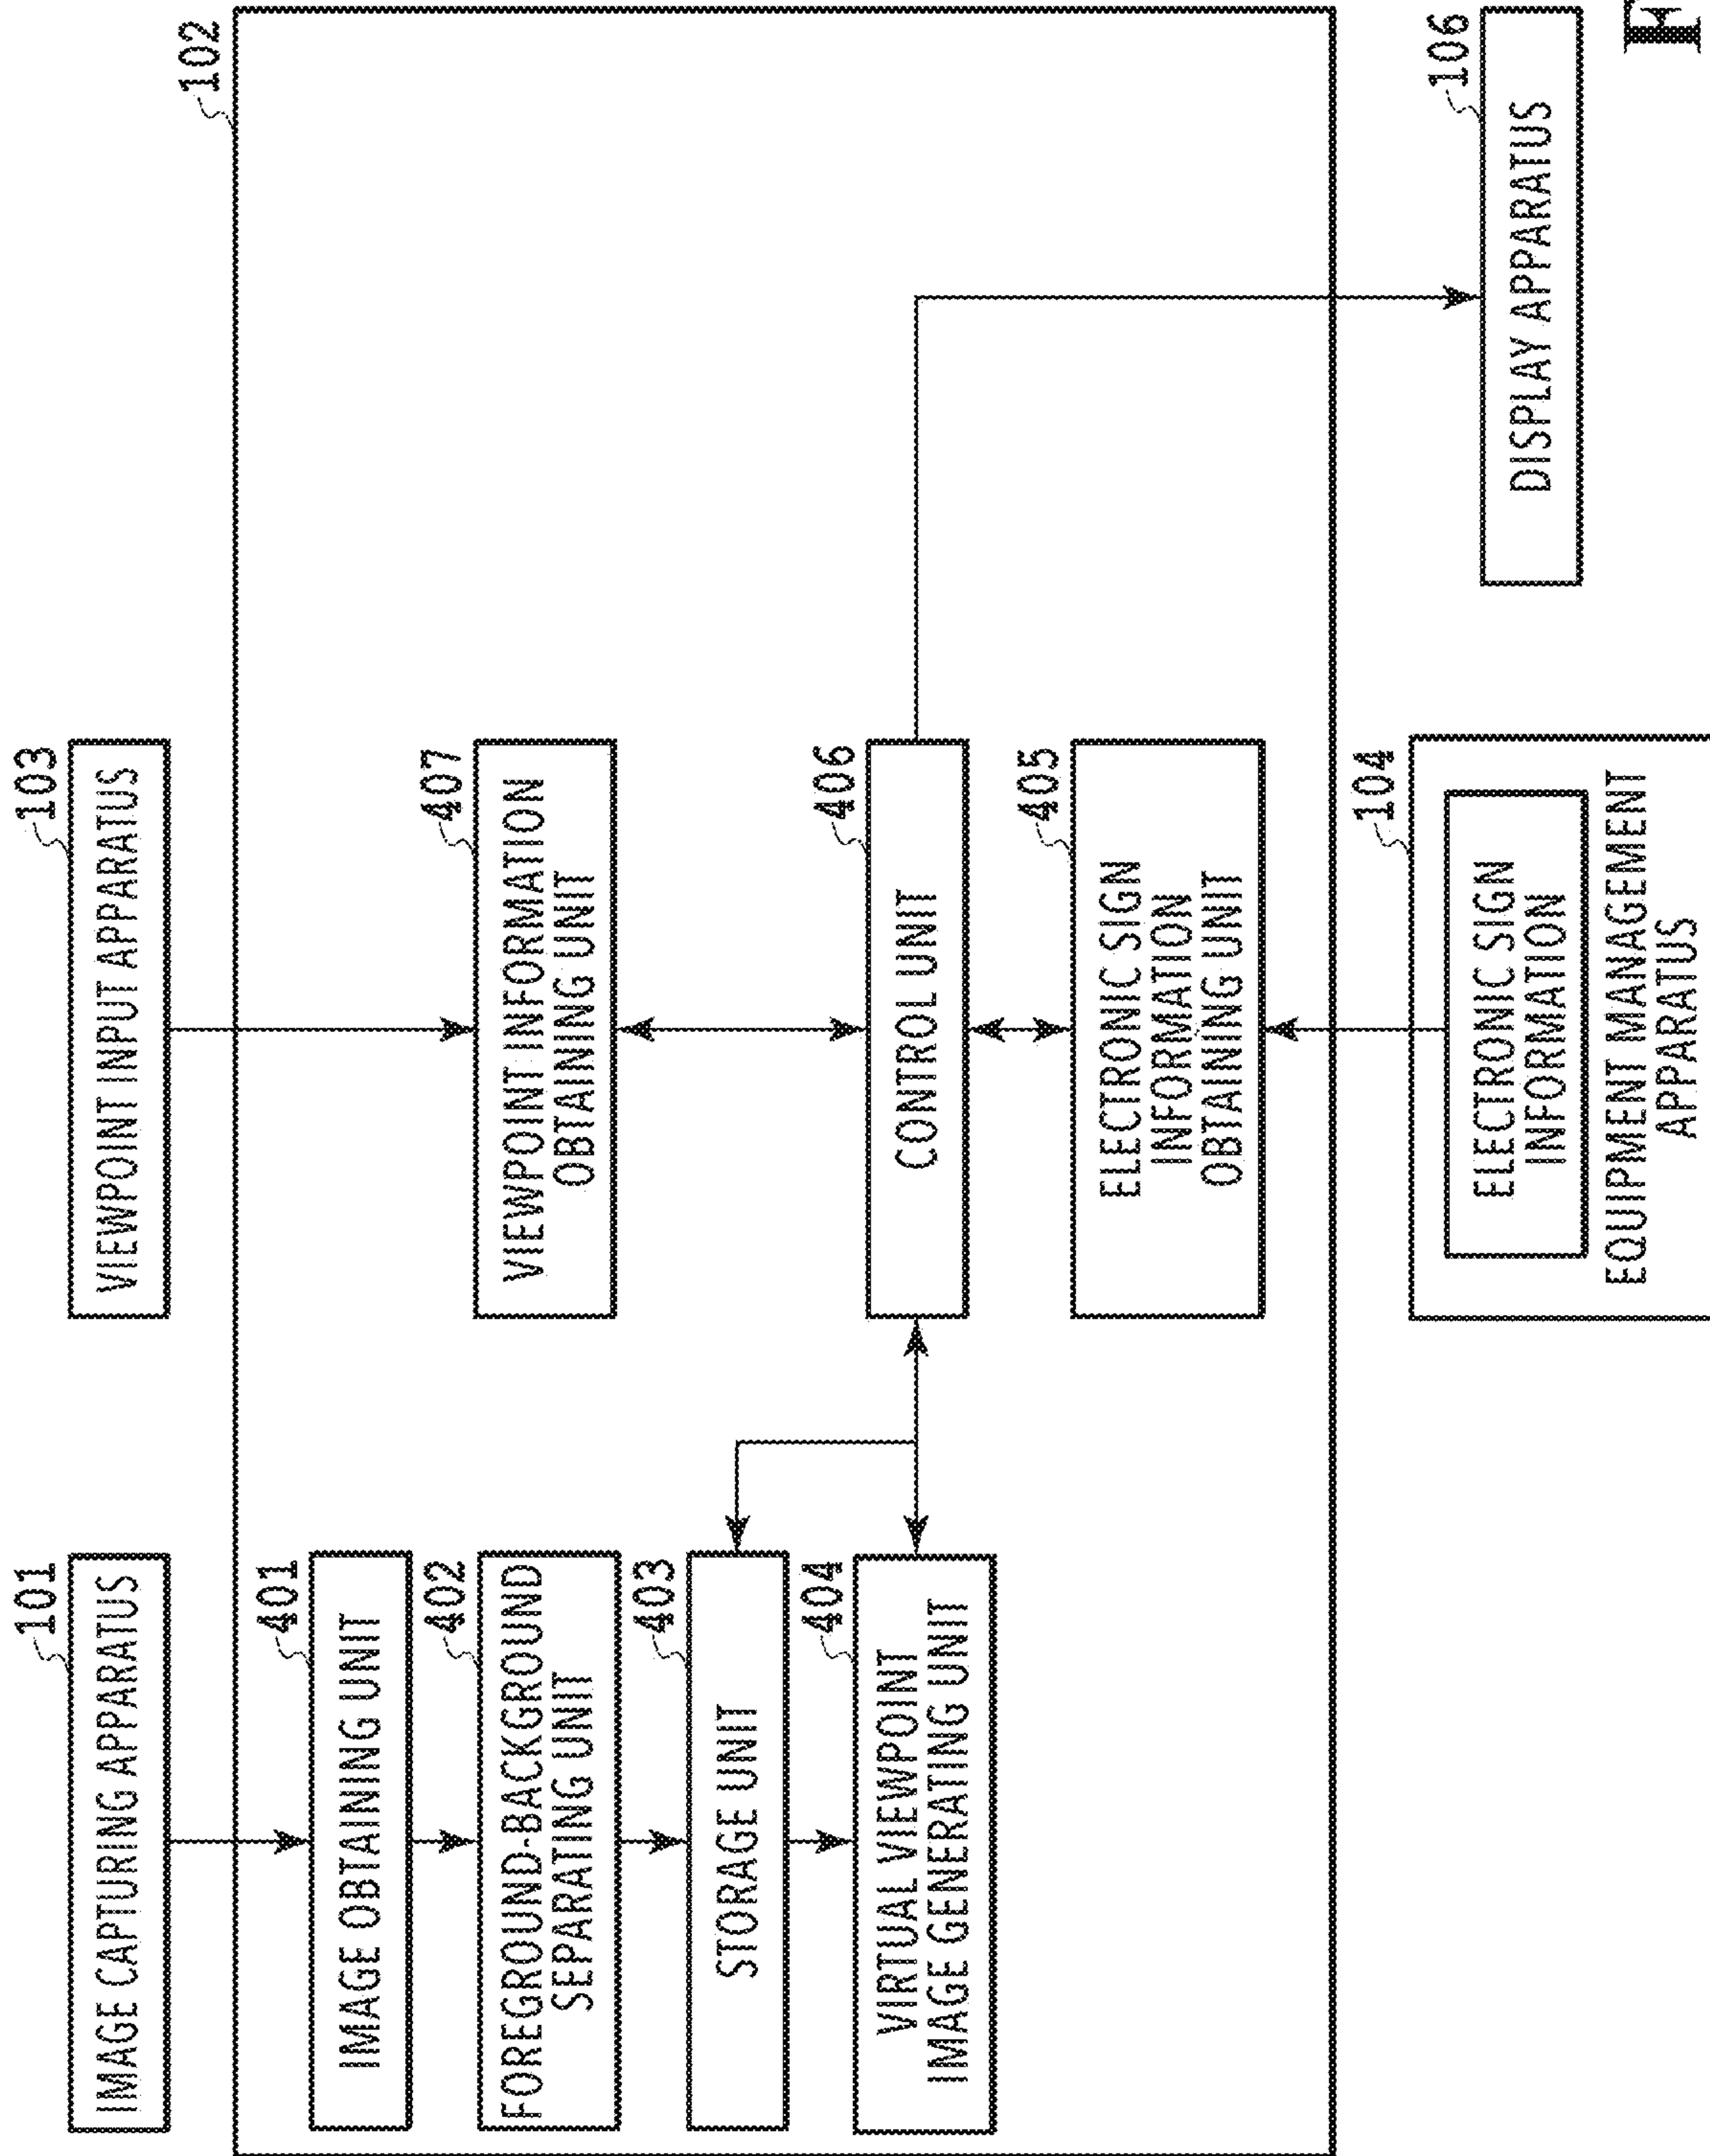 101
IMAGE CAPTURING APPARATUS
103
VIEWPOINT INPUT APPARATUS
102
401
IMAGE OBTAINING UNIT
402
FOREGROUND-BACKGROUND
SEPARATING UNIT
403
STORAGE UNIT
404
VIRTUAL VIEWPOINT
IMAGE GENERATING UNIT
407
VIEWPOINT INFORMATION
OBTAINING UNIT
406
CONTROL UNIT
405
ELECTRONIC SIGN
INFORMATION
OBTAINING UNIT
104
ELECTRONIC SIGN
INFORMATION
EQUIPMENT MANAGEMENT
APPARATUS
106
DISPLAY APPARATUS
F